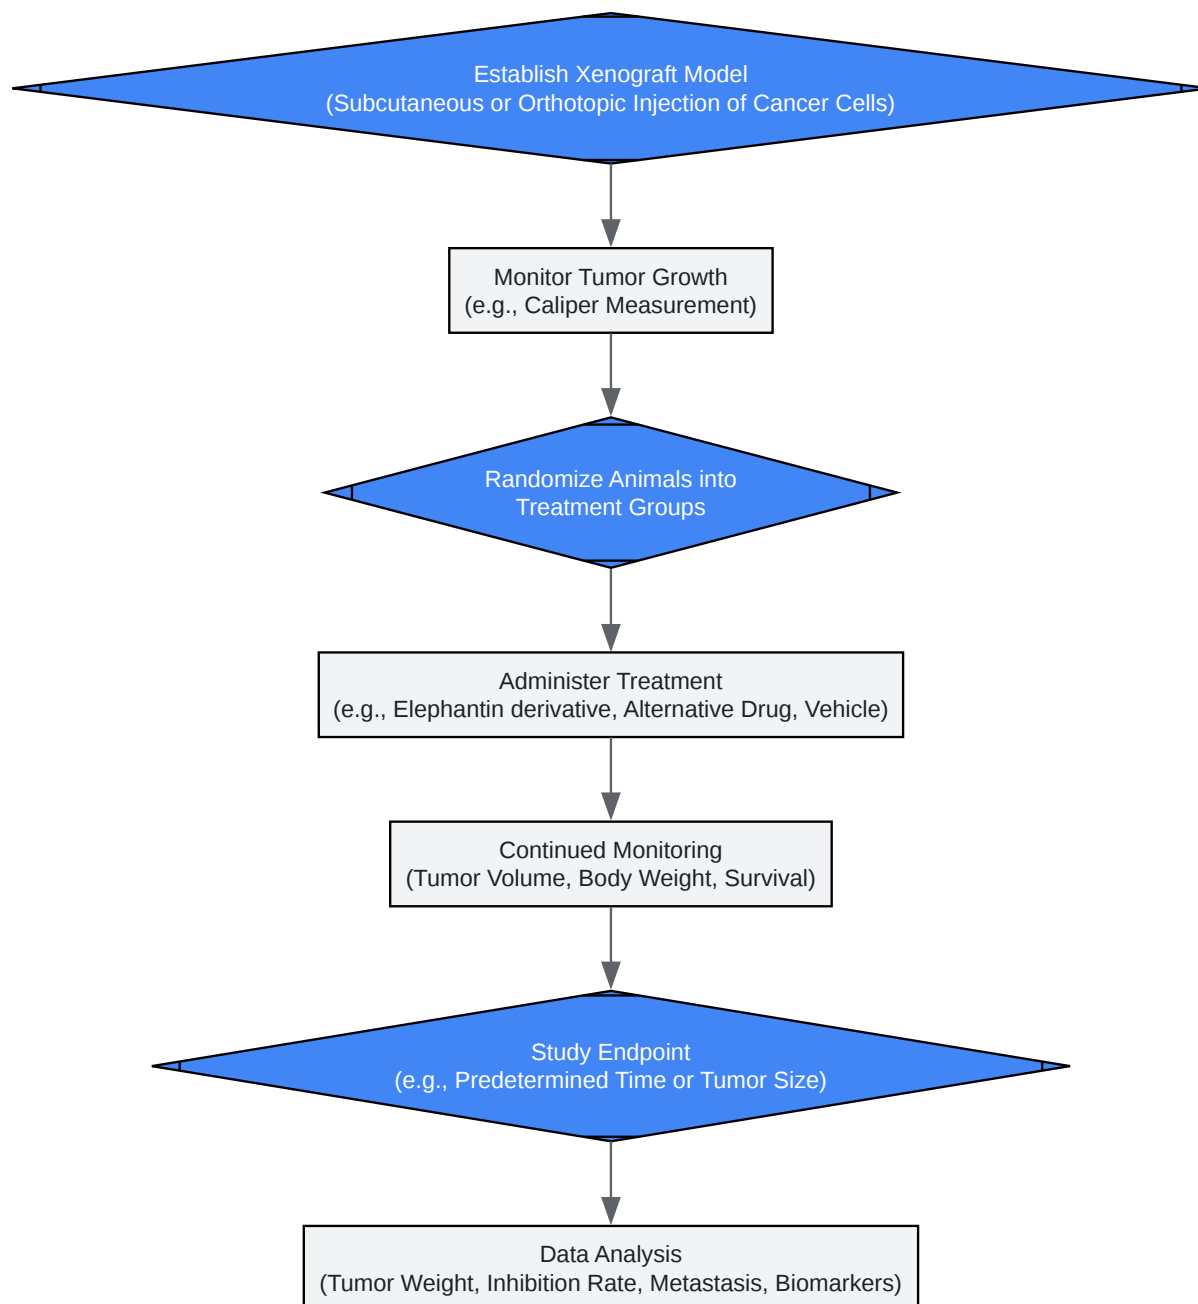 Establish Xenograft Model
(Subcutaneous or Orthotopic Injection of Cancer Cells)
Monitor Tumor Growth
(e.g., Caliper Measurement)
Randomize Animals into
Treatment Groups
Administer Treatment
(e.g., Elephantin derivative, Alternative Drug, Vehicle)
Continued Monitoring
(Tumor Volume, Body Weight, Survival)
Study Endpoint
(e.g., Predetermined Time or Tumor Size)
Data Analysis
(Tumor Weight, Inhibition Rate, Metastasis, Biomarkers)